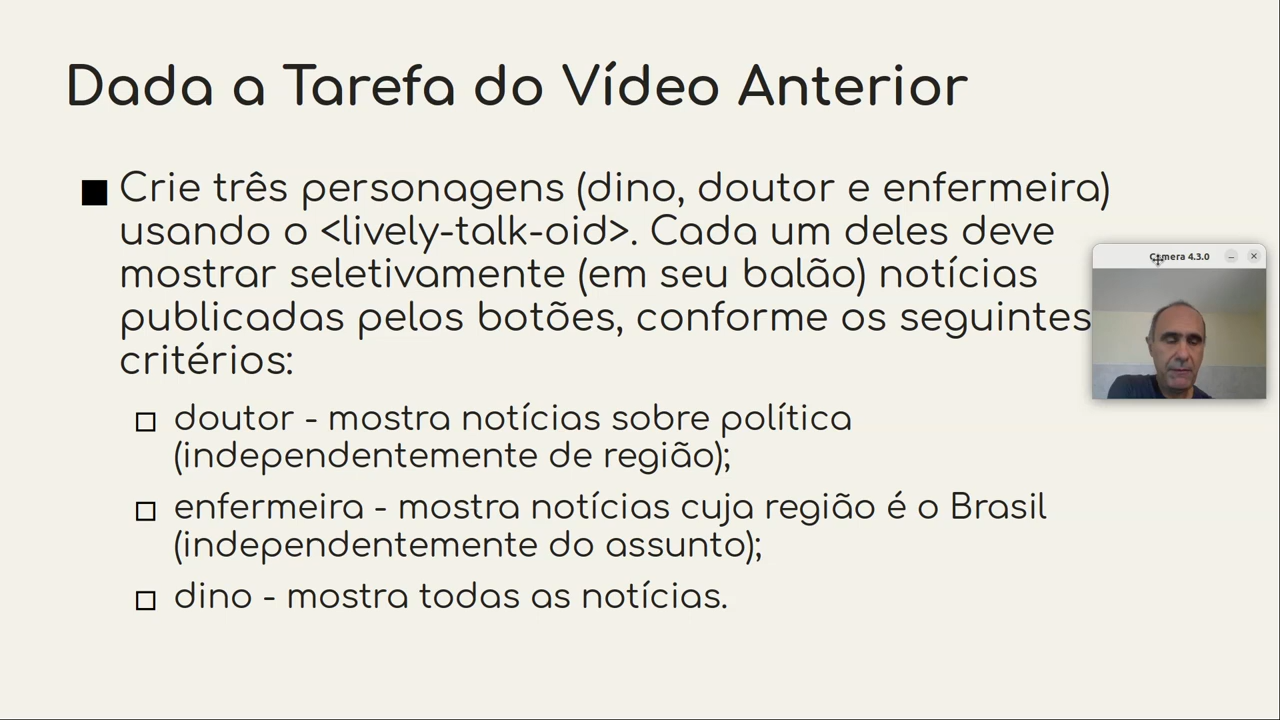 Dada a Tarefa do Vídeo Anterior
Crie três personagens (dino, doutor e enfermeira)
usando o <lively-talk-oid>. Cada um deles deve
mostrar seletivamente (em seu balão) notícias
publicadas pelos botões, conforme os seguintes
critérios:
Camera 4.3.0
doutor - mostra notícias sobre política
(independentemente de região);
enfermeira - mostra notícias cuja região é o Brasil
(independentemente do assunto);
dino - mostra todas as notícias.